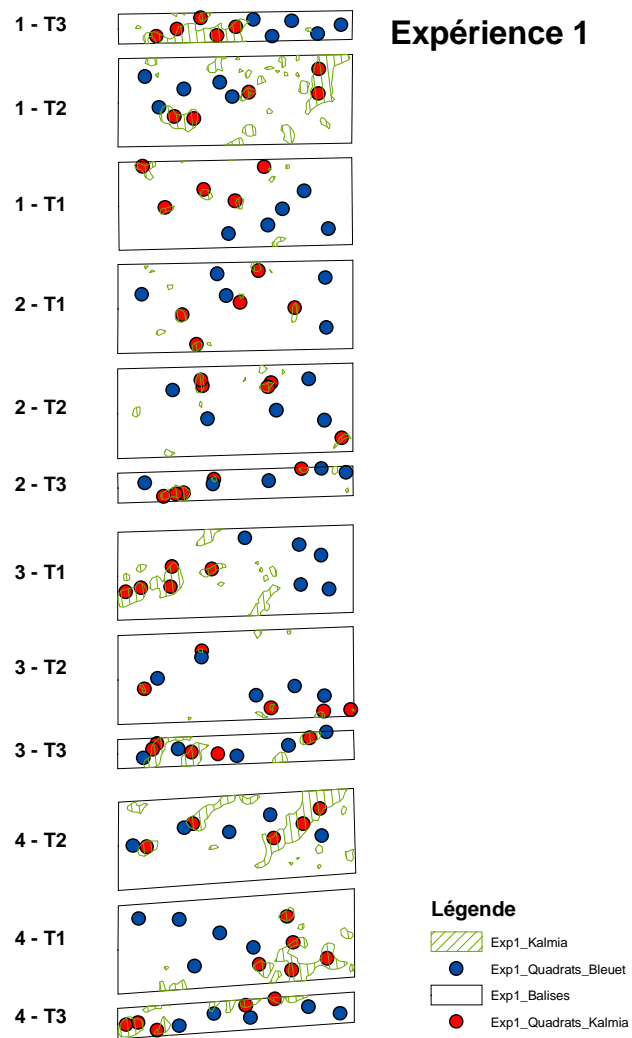 Expérience 1
1 - T3
1 - T2
1 - T1
2 - T1
2 - T2
2 - T3
3 - T1
3 - T2
3 - T3
4 - T2
4 - T1
4 - T3
Légende
Exp1_Kalmia
Exp1_Quadrats_Bleuet
Exp1_Balises
Exp1_Quadrats_Kalmia